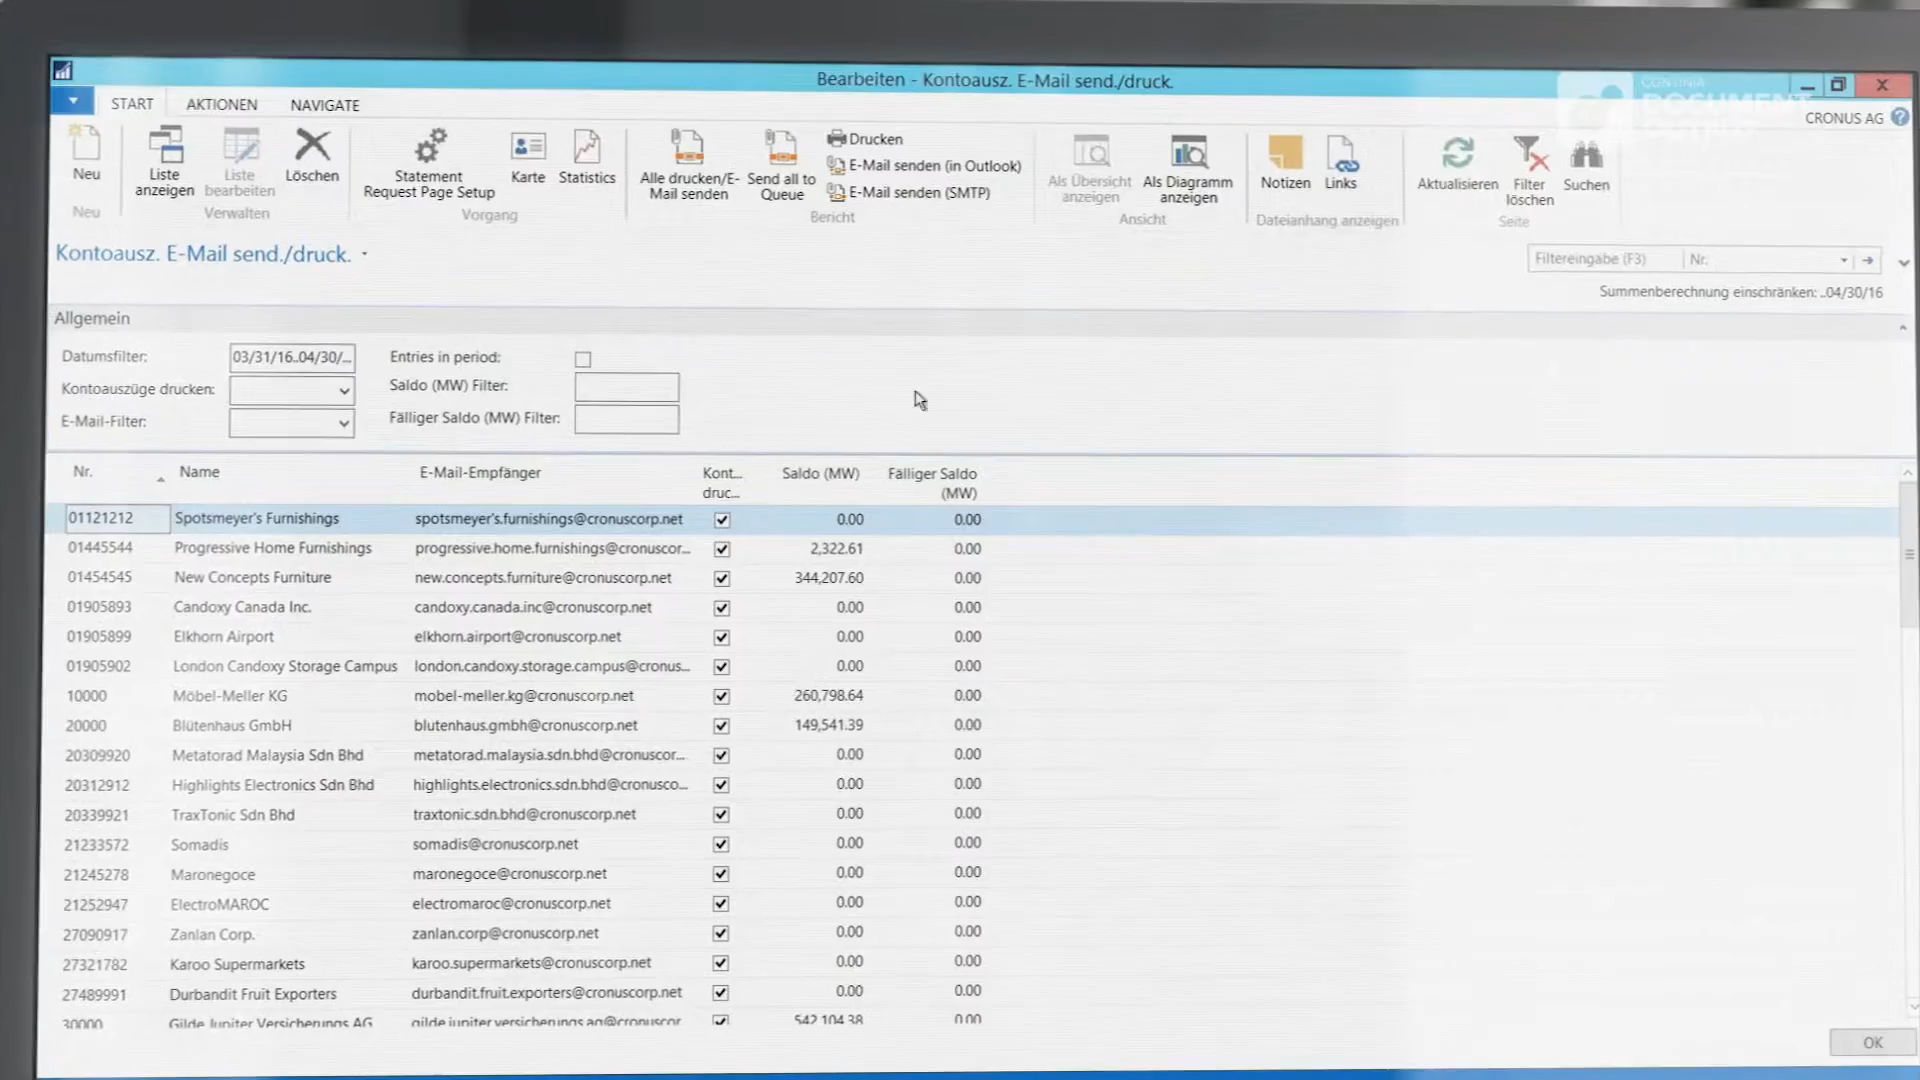 Bearbeiten - Kontoausz. E-Mail send./druck.
CONTINIA
DOCUMENT
START AKTIONEN NAVIGATE
CRONUS AG
Neu
Liste anzeigen
Liste bearbeiten
Löschen
Statement Request Page Setup
Karte
Statistics
Alle drucken/E-Mail senden
Send all to Queue
Drucken
E-Mail senden (in Outlook)
E-Mail senden (SMTP)
Als Übersicht anzeigen
Als Diagramm anzeigen
Notizen
Links
Aktualisieren
Filter löschen
Suchen
Neu Verwalten Vorgang Bericht Ansicht Dateianhang anzeigen Seite
Kontoausz. E-Mail send./druck.
Filtereingabe (F3) Nr.
Summenberechnung einschränken: ..04/30/16
Allgemein
Datumsfilter: 03/31/16..04/30/... Entries in period:
Kontoauszüge drucken: Saldo (MW) Filter:
E-Mail-Filter: Fälliger Saldo (MW) Filter:
Nr. Name E-Mail-Empfänger Kont... druc... Saldo (MW) Fälliger Saldo (MW)
01121212 Spotsmeyer's Furnishings spotsmeyer's.furnishings@cronuscorp.net 0.00 0.00
01445544 Progressive Home Furnishings progressive.home.furnishings@cronuscor... 2,322.61 0.00
01454545 New Concepts Furniture new.concepts.furniture@cronuscorp.net 344,207.60 0.00
01905893 Candoxy Canada Inc. candoxy.canada.inc@cronuscorp.net 0.00 0.00
01905899 Elkhorn Airport elkhorn.airport@cronuscorp.net 0.00 0.00
01905902 London Candoxy Storage Campus london.candoxy.storage.campus@cronus... 0.00 0.00
10000 Möbel-Meller KG mobel-meller.kg@cronuscorp.net 260,798.64 0.00
20000 Blütenhaus GmbH blutenhaus.gmbh@cronuscorp.net 149,541.39 0.00
20309920 Metatorad Malaysia Sdn Bhd metatorad.malaysia.sdn.bhd@cronuscor... 0.00 0.00
20312912 Highlights Electronics Sdn Bhd highlights.electronics.sdn.bhd@cronusco... 0.00 0.00
20339921 TraxTonic Sdn Bhd traxtonic.sdn.bhd@cronuscorp.net 0.00 0.00
21233572 Somadis somadis@cronuscorp.net 0.00 0.00
21245278 Maronegoce maronegoce@cronuscorp.net 0.00 0.00
21252947 ElectroMAROC electromaroc@cronuscorp.net 0.00 0.00
27090917 Zanlan Corp. zanlan.corp@cronuscorp.net 0.00 0.00
27321782 Karoo Supermarkets karoo.supermarkets@cronuscorp.net 0.00 0.00
27489991 Durbandit Fruit Exporters durbandit.fruit.exporters@cronuscorp.net 0.00 0.00
30000 Gilde Jupiter Versicherungs AG gilde.jupiter.versicherungs.ag@cronuscor... 542,104.38 0.00
OK